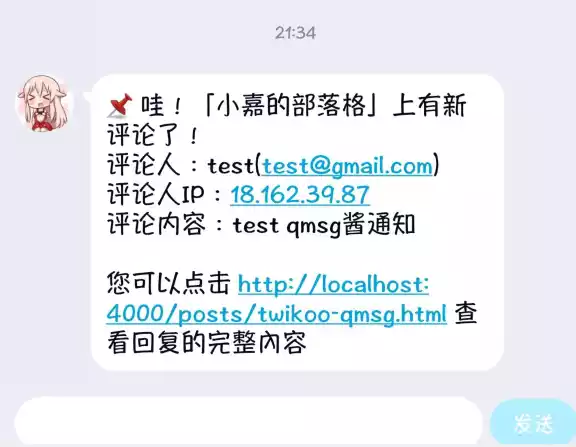 21:34
📌 哇！「小嘉的部落格」上有新
评论了！
评论人：test(test@gmail.com)
评论人IP：18.162.39.87
评论内容：test qmsg酱通知
您可以点击 http://localhost:
4000/posts/twikoo-qmsg.html 查
看回复的完整內容
发送